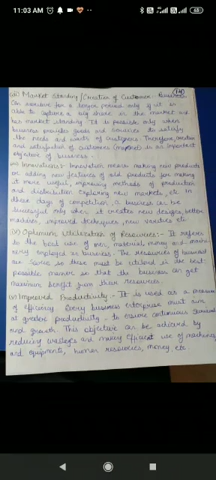 11:03 AM
(iii) Market Standing/Creation of Customer: Business
can survive for a longer period only if it is
able to capture a big share in the market and
has market standing. It is possible only when
business provides goods and services to satisfy
the needs and wants of customers. Therefore, creation
and satisfaction of customers (market) is an important
objective of business.
Innovation means making new products
or adding new features of old products for making
it more useful, improving methods of production
and distribution. Exploring new markets, etc. In
these days of competition, a business can be
successful only when it creates new designs, better
machines, improved techniques, new varieties etc.
(v) Optimum Utilisation of Resources:- It refers
to the best use of men, material, money and machi-
nery employed in business. The resources of business
are scarce so these must be utilised in the best
possible manner so that the business can get
maximum benefit from these resources.
(vi) Improved Productivity - It is used as a measure
of efficiency. Every business enterprise must aim
at greater productivity - to ensure continuous survival
and growth. This objective can be achieved by
reducing wastages and making efficient use of machines
and equipments, human resources, money etc